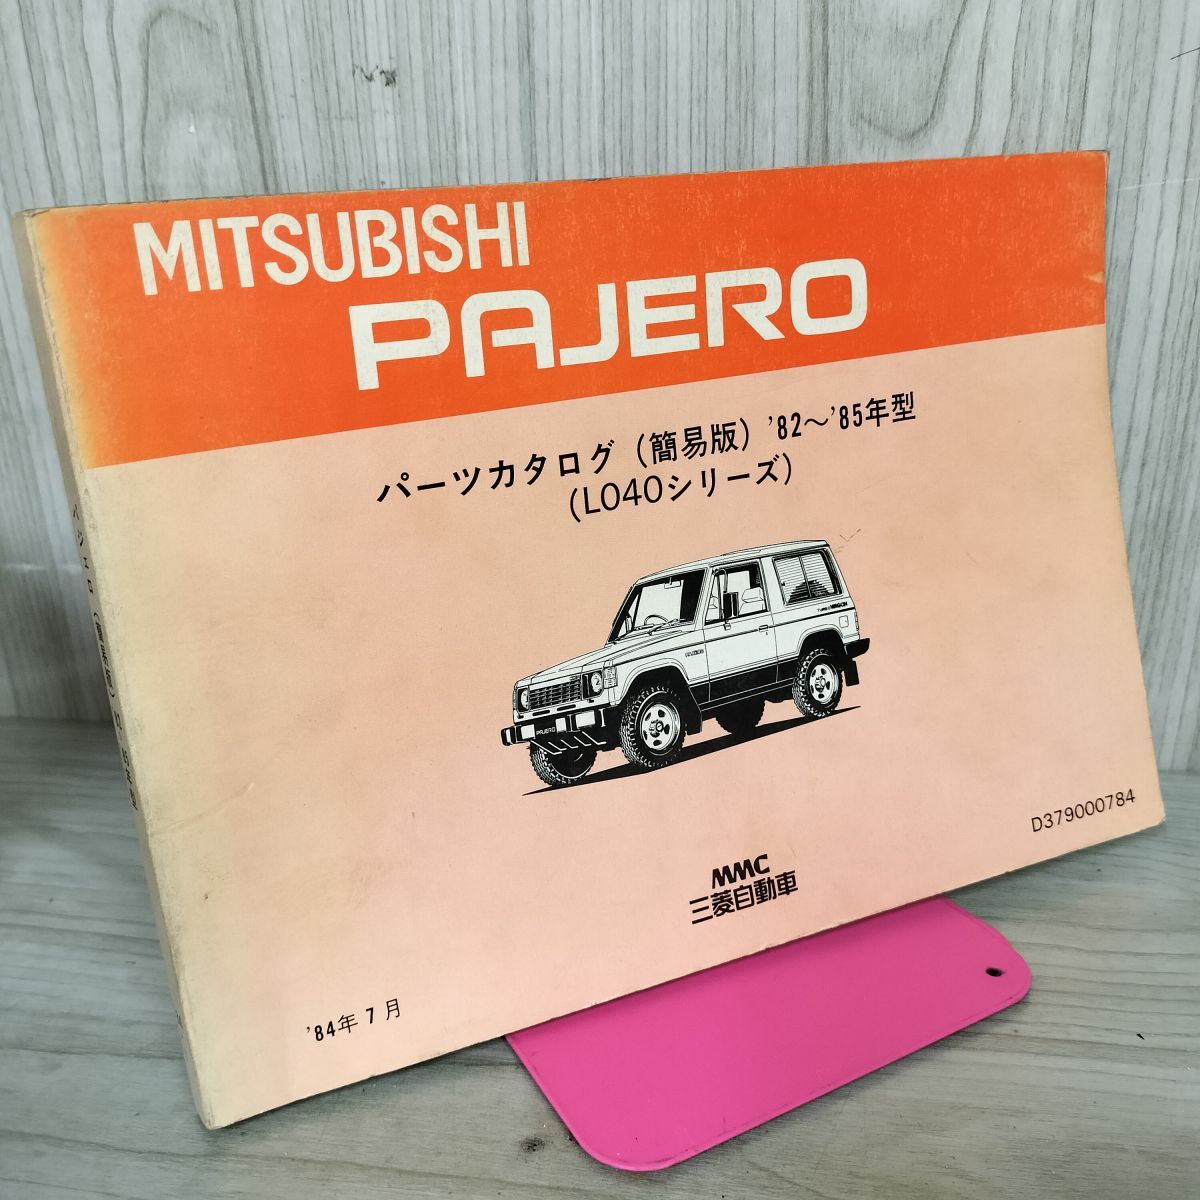 MITSUBISHI
PAJERO
パーツカタログ（簡易版）'82～'85年型
（L040シリーズ）
PAJERO
D379000784
MMC
三菱自動車
'84年7月